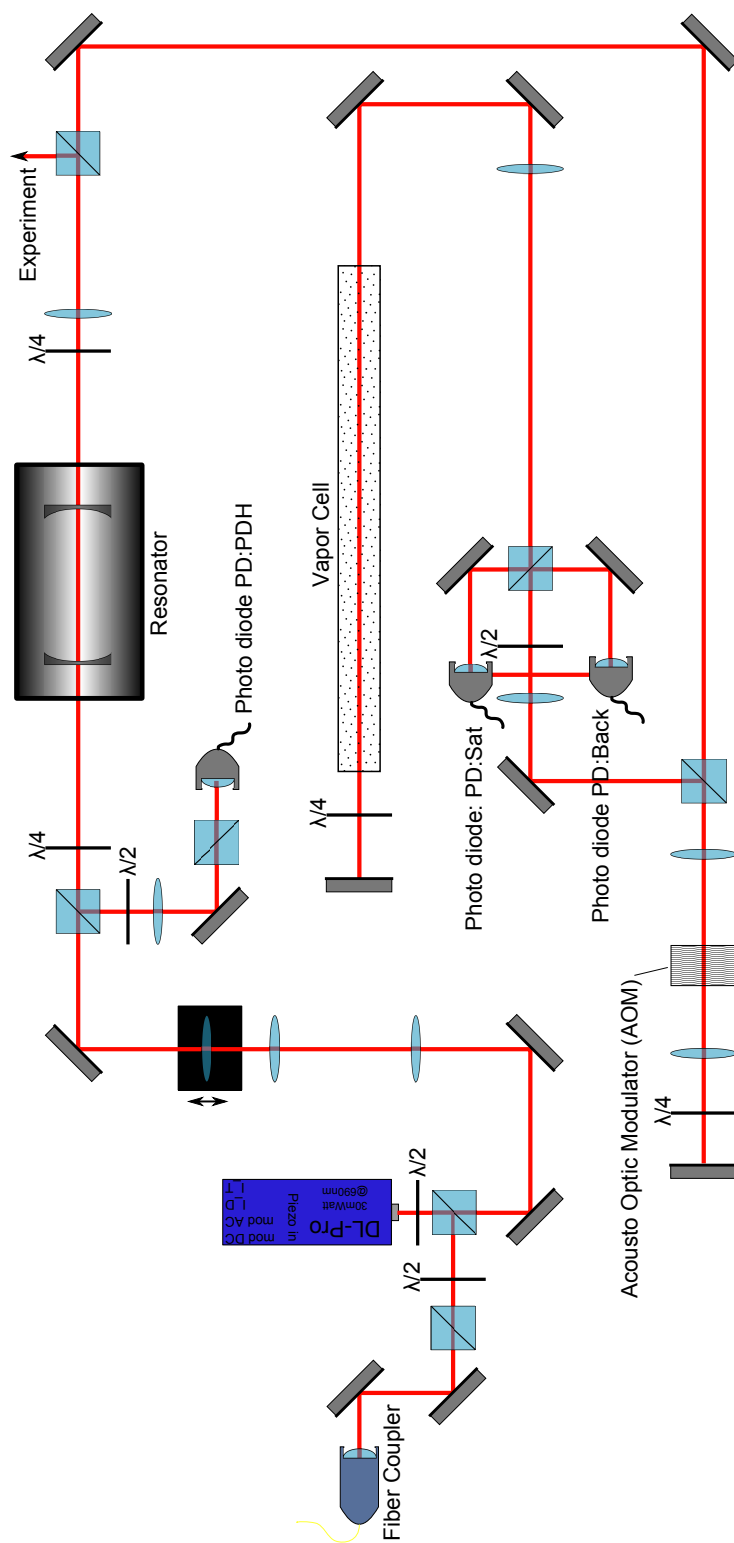 Experiment
λ/4
Resonator
Photo diode PD:PDH
λ/4
λ/2
Vapor Cell
λ/4
λ/2
Photo diode: PD:Sat
Photo diode PD:Back
Acousto Optic Modulator (AOM)
λ/4
DL-Pro
30mWatt
@690nm
Piezo in
mod DC
mod AC
I_D
I_T
λ/2
λ/2
Fiber Coupler